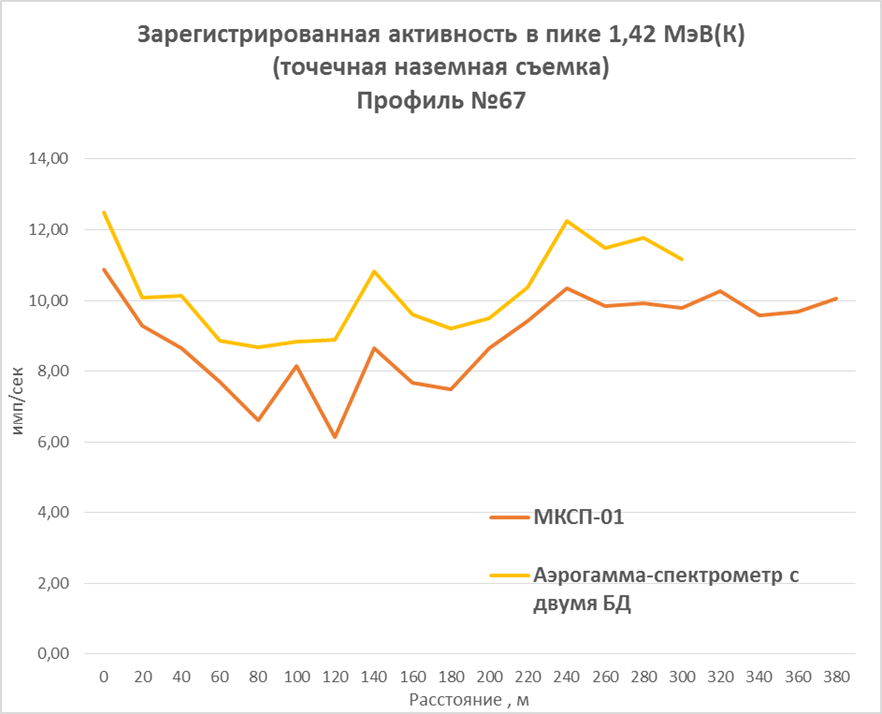 Зарегистрированная активность в пике 1,42 МэВ(К)
(точечная наземная съемка)
Профиль №67
14,00
12,00
10,00
8,00
6,00
4,00
2,00
0,00
имп/сек
МКСП-01
Аэрогамма-спектрометр с
двумя БД
0 20 40 60 80 100 120 140 160 180 200 220 240 260 280 300 320 340 360 380
Расстояние , м